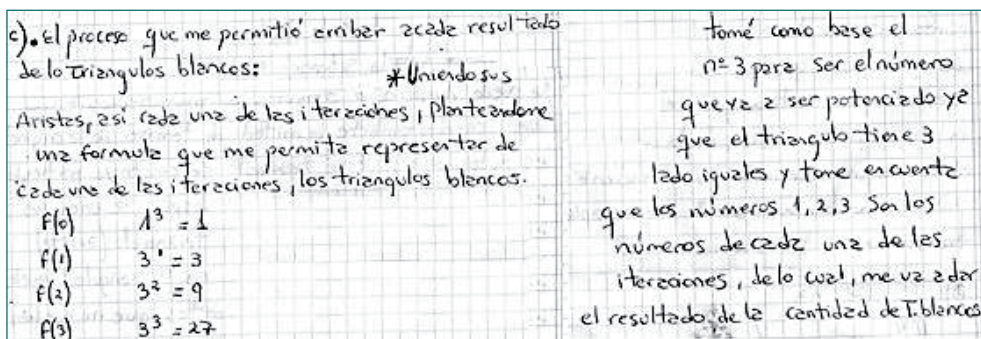 c). El proceso que me permitió arribar a cada resultado
de lo Triangulos blancos: *Uniendo sus
Aristas, asi cada una de las iteraciones, Planteandome
una formula que me permita representar de
cada una de las iteraciones, los triangulos blancos.
f(0) 1³ = 1
f(1) 3¹ = 3
f(2) 3² = 9
f(3) 3³ = 27
tomé como base el
nº 3 para ser el número
que va a ser potenciado ya
que el triangulo tiene 3
lado iguales y tome en cuenta
que los números 1, 2, 3 Son los
números de cada una de las
iteraciones, de lo cual, me va a dar
el resultado de la cantidad de T. blancos